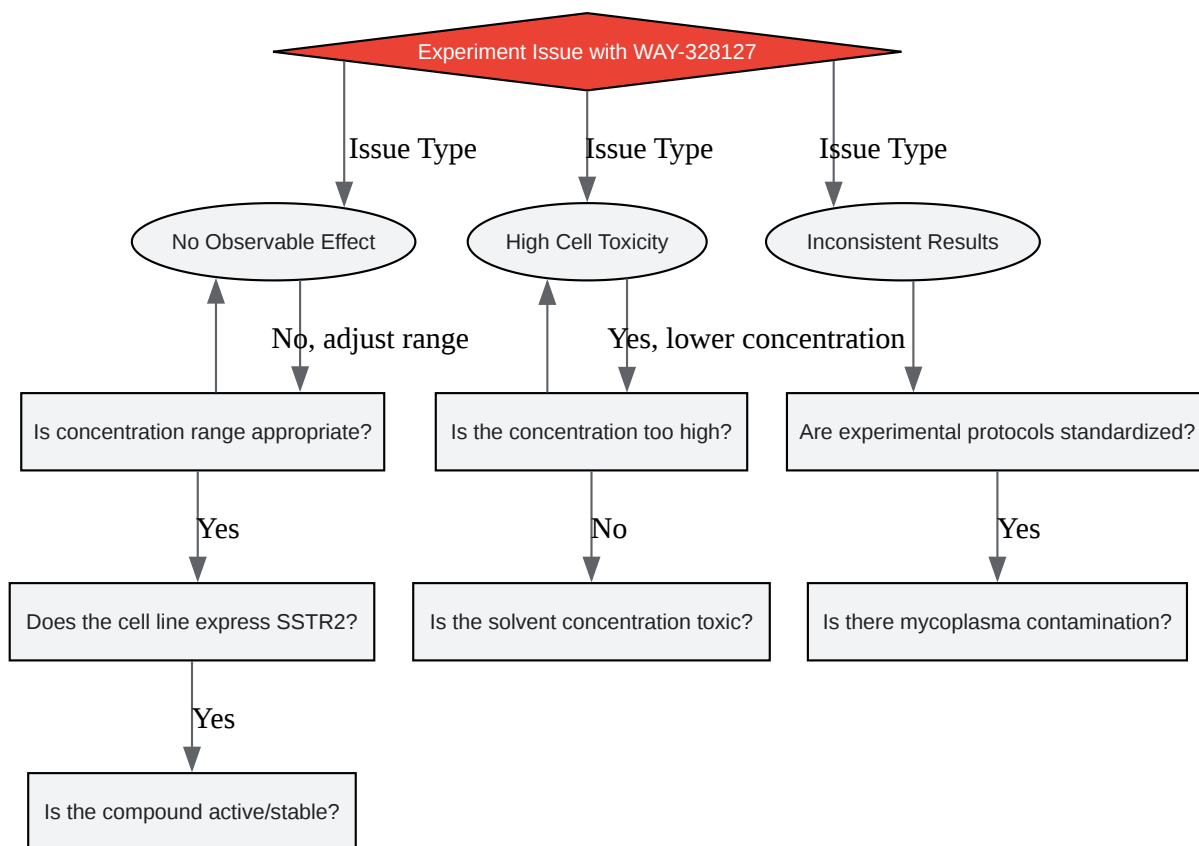 Experiment Issue with WAY-328127
Issue Type
Issue Type
Issue Type
No Observable Effect
High Cell Toxicity
Inconsistent Results
No, adjust range
Yes, lower concentration
Is concentration range appropriate?
Is the concentration too high?
Are experimental protocols standardized?
Yes
No
Yes
Does the cell line express SSTR2?
Is the solvent concentration toxic?
Is there mycoplasma contamination?
Yes
Is the compound active/stable?